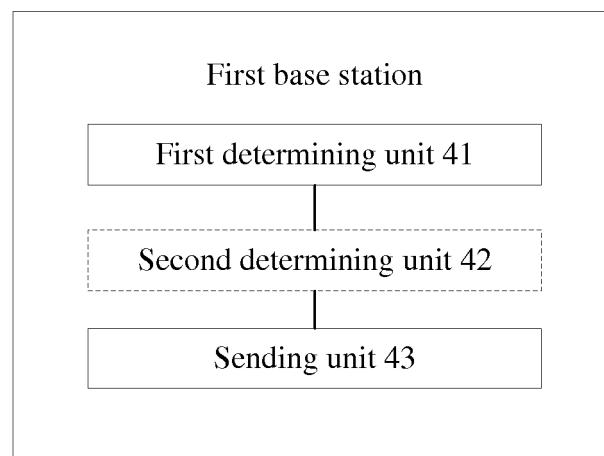 First base station
First determining unit 41
Second determining unit 42
Sending unit 43